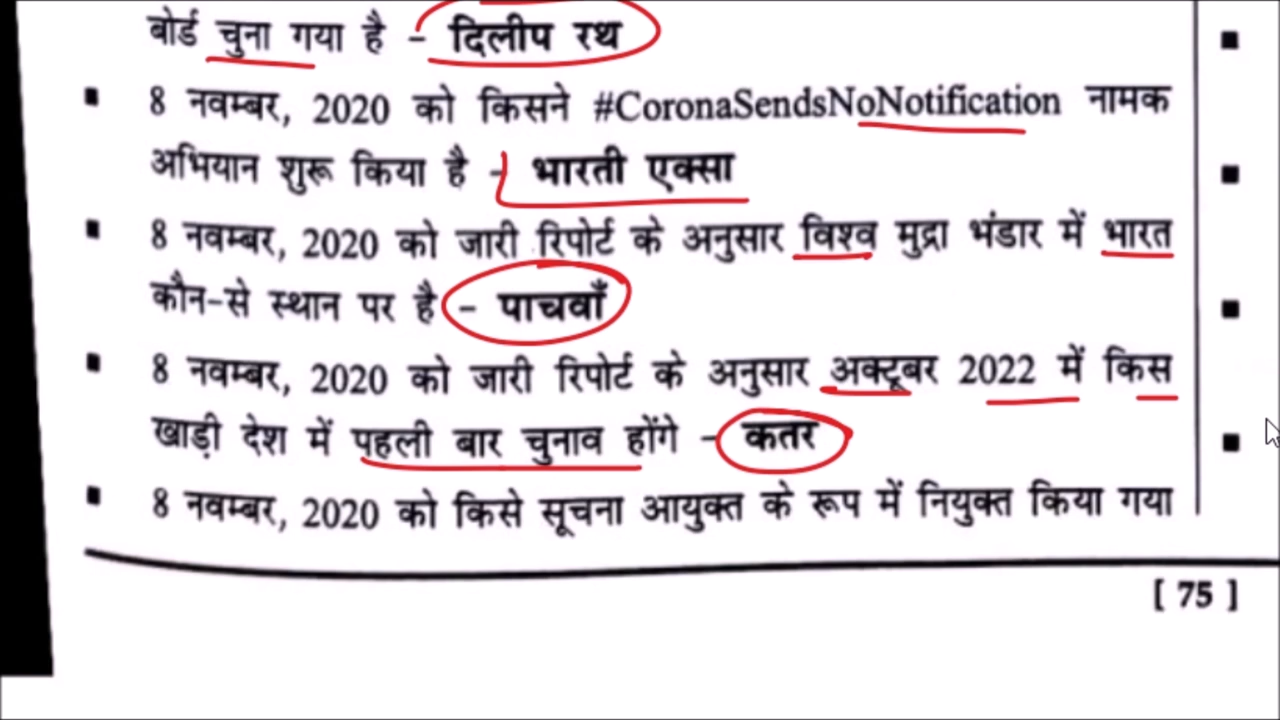 बोर्ड चुना गया है – दिलीप रथ
▪ 8 नवम्बर, 2020 को किसने #CoronaSendsNoNotification नामक
अभियान शुरू किया है – भारती एक्सा
▪ 8 नवम्बर, 2020 को जारी रिपोर्ट के अनुसार विश्व मुद्रा भंडार में भारत
कौन-से स्थान पर है – पाचवाँ
▪ 8 नवम्बर, 2020 को जारी रिपोर्ट के अनुसार अक्टूबर 2022 में किस
खाड़ी देश में पहली बार चुनाव होंगे – कतर
▪ 8 नवम्बर, 2020 को किसे सूचना आयुक्त के रूप में नियुक्त किया गया
[ 75 ]